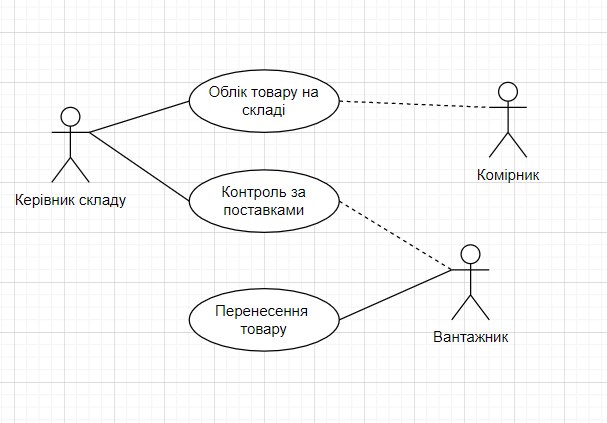 Облік товару на
складі
Комірник
Керівник складу
Контроль за
поставками
Перенесення
товару
Вантажник